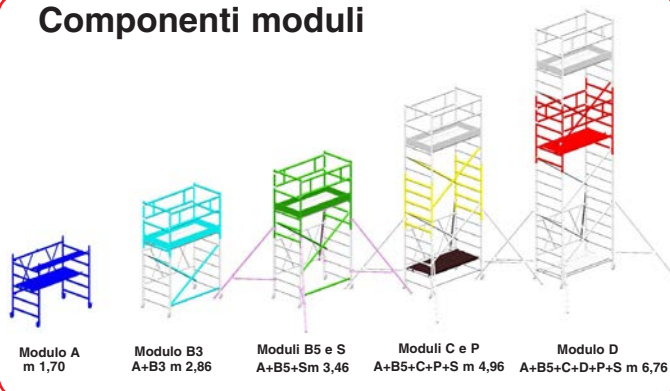 Componenti moduli
Modulo A
m 1,70
Modulo B3
A+B3 m 2,86
Moduli B5 e S
A+B5+Sm 3,46
Moduli C e P
A+B5+C+P+S m 4,96
Modulo D
A+B5+C+D+P+S m 6,76